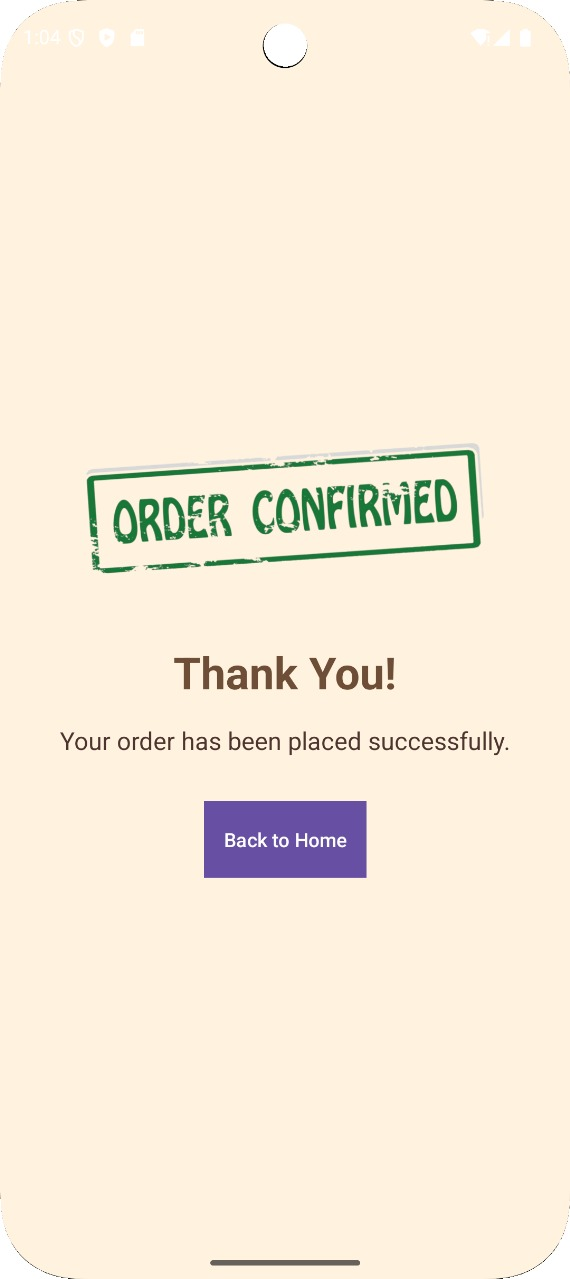 1:04
ORDER CONFIRMED
Thank You!
Your order has been placed successfully.
Back to Home